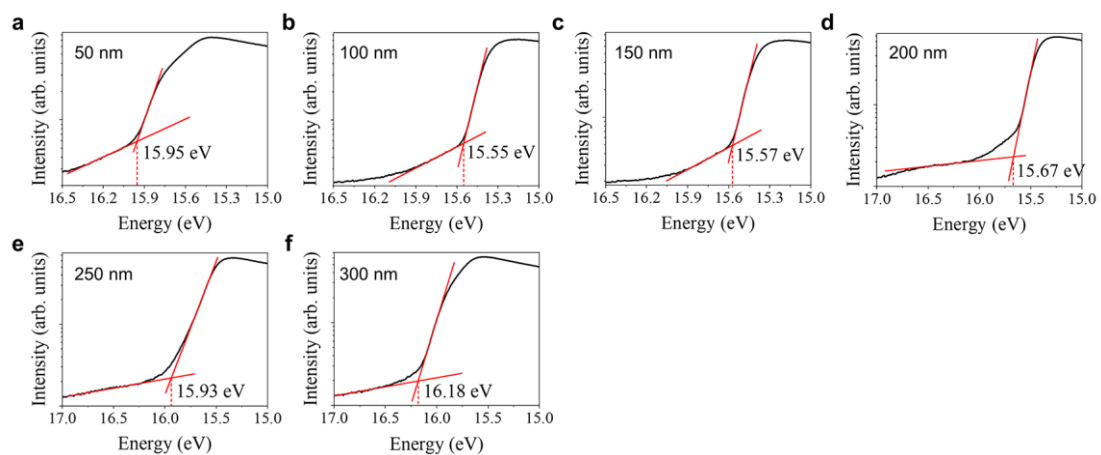 a
50 nm
Intensity (arb. units)
15.95 eV
16.5 16.2 15.9 15.6 15.3 15.0
Energy (eV)
b
100 nm
Intensity (arb. units)
15.55 eV
16.5 16.2 15.9 15.6 15.3 15.0
Energy (eV)
c
150 nm
Intensity (arb. units)
15.57 eV
16.5 16.2 15.9 15.6 15.3 15.0
Energy (eV)
d
200 nm
Intensity (arb. units)
15.67 eV
17.0 16.5 16.0 15.5 15.0
Energy (eV)
e
250 nm
Intensity (arb. units)
15.93 eV
17.0 16.5 16.0 15.5 15.0
Energy (eV)
f
300 nm
Intensity (arb. units)
16.18 eV
17.0 16.5 16.0 15.5 15.0
Energy (eV)